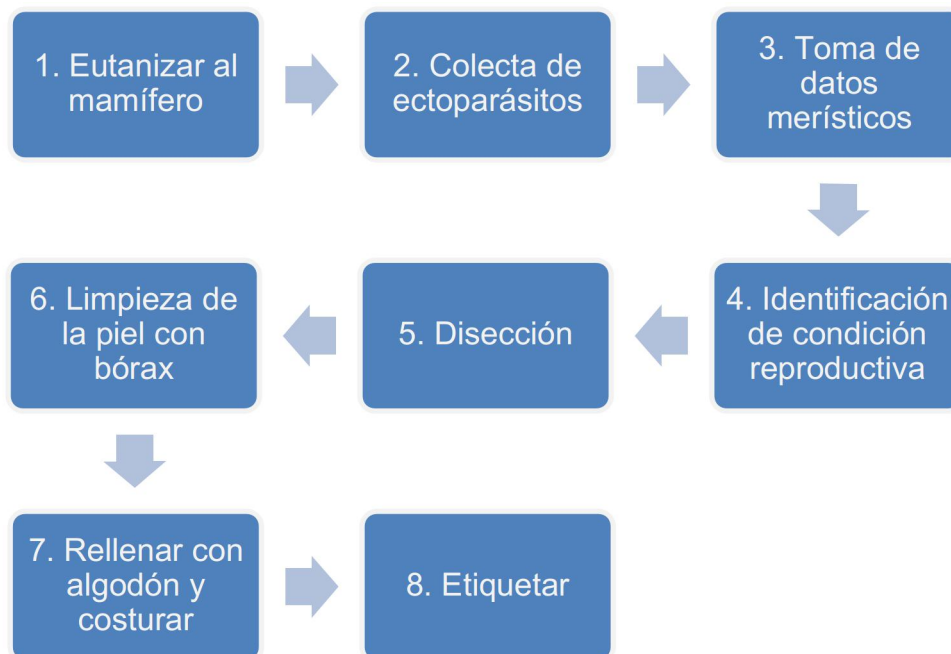 1. Eutanizar al
mamífero
2. Colecta de
ectoparásitos
3. Toma de
datos
merísticos
4. Identificación
de condición
reproductiva
5. Disección
6. Limpieza de
la piel con
bórax
7. Rellenar con
algodón y
costurar
8. Etiquetar